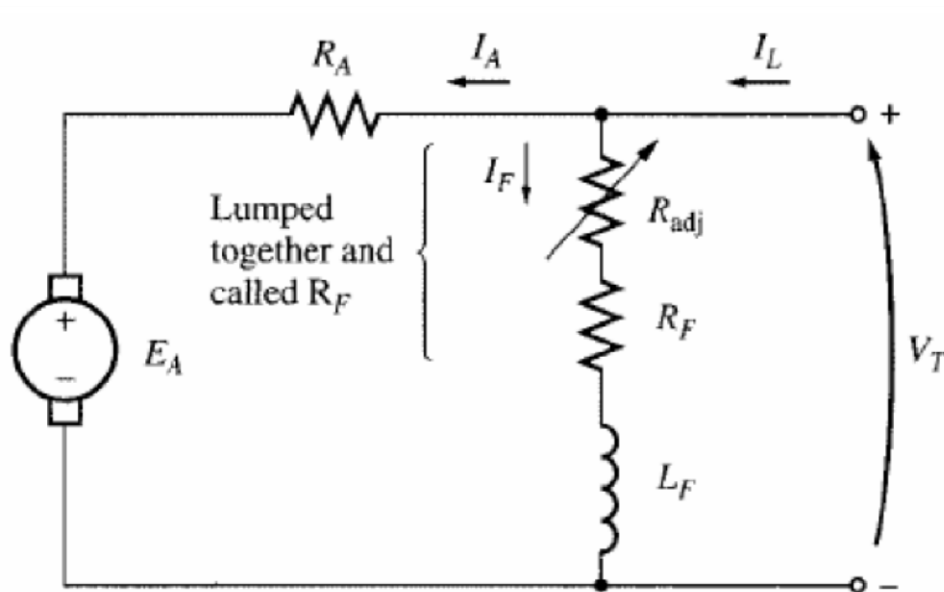 R_A
I_A
I_L
+
I_F
R_adj
Lumped
together and
called R_F
R_F
+
E_A
–
V_T
L_F
–